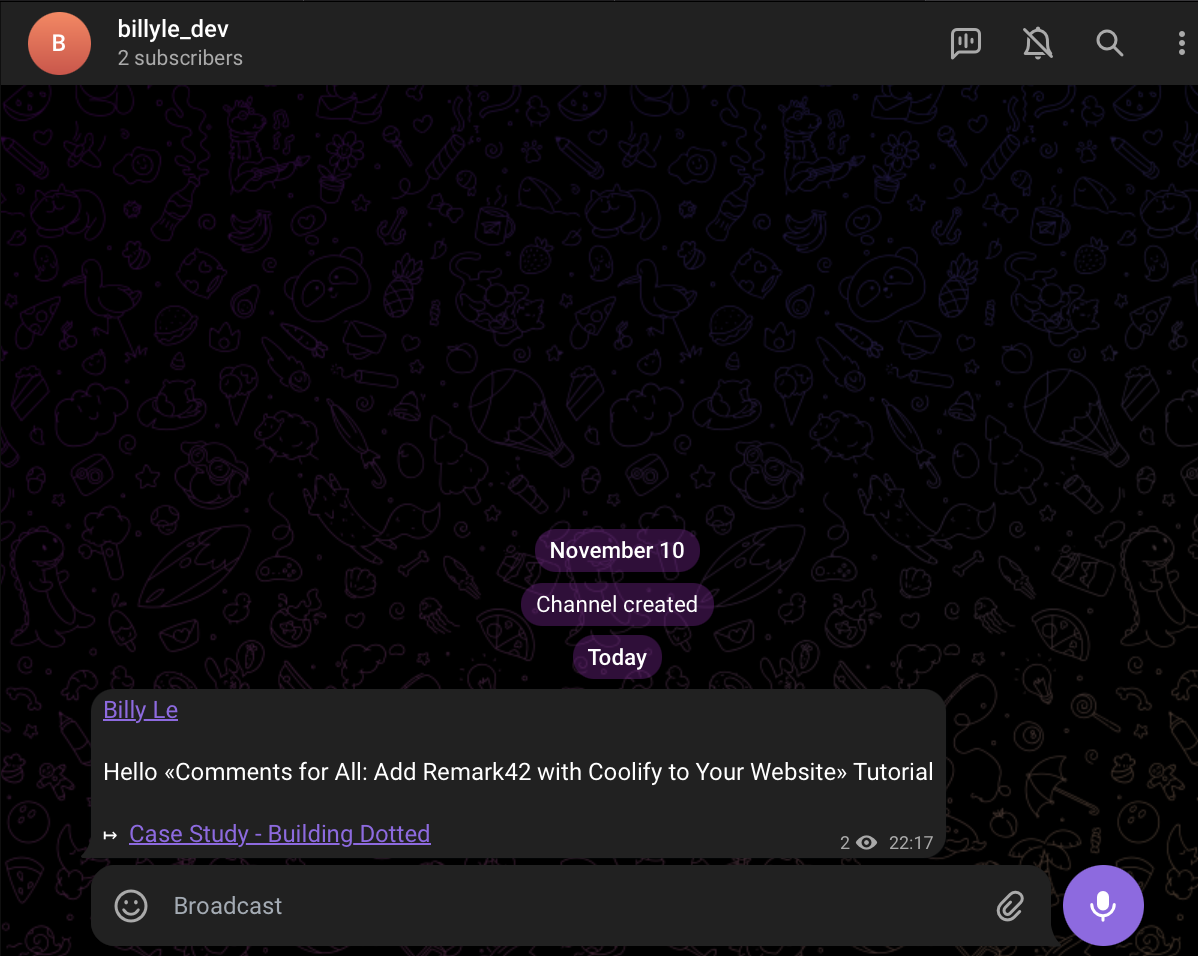 B
billyle_dev
2 subscribers
November 10
Channel created
Today
Billy Le
Hello «Comments for All: Add Remark42 with Coolify to Your Website» Tutorial
↦ Case Study - Building Dotted
2 22:17
Broadcast